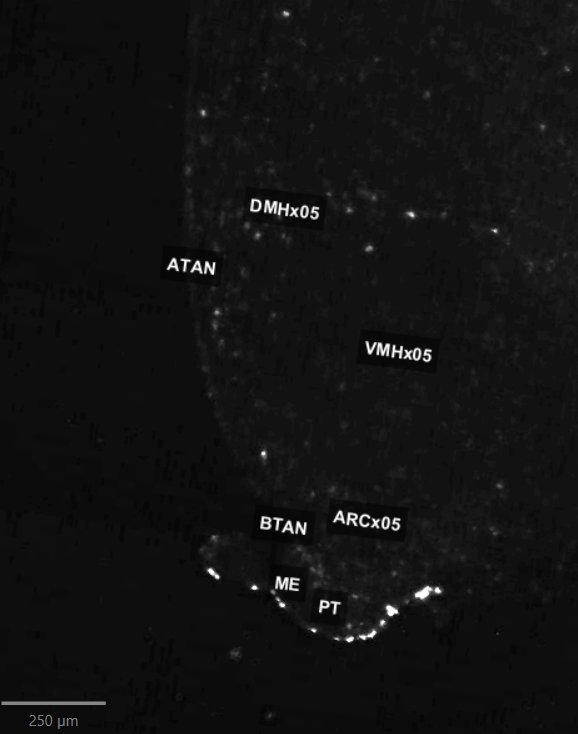 DMHx05
ATAN
VMHx05
ARCx05
BTAN
ME
PT
250 µm